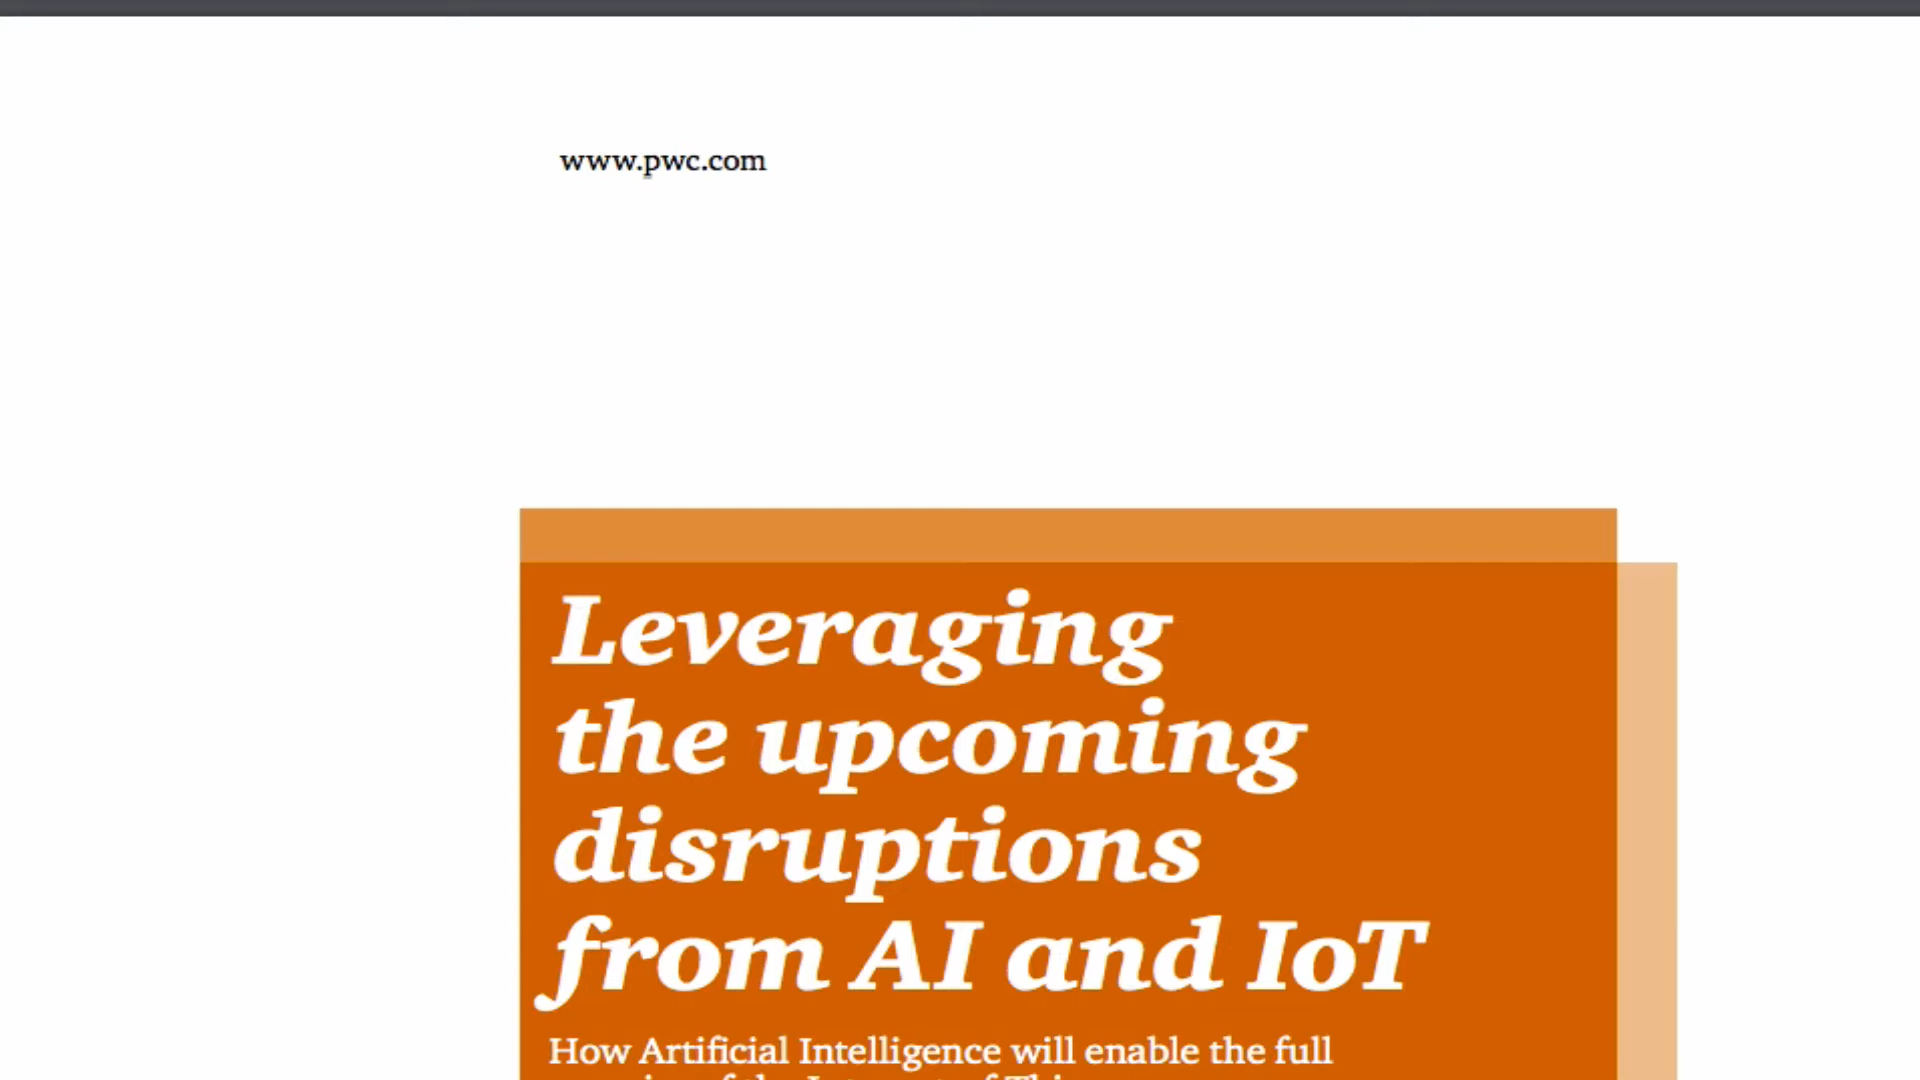 www.pwc.com
Leveraging
the upcoming
disruptions
from AI and IoT
How Artificial Intelligence will enable the full